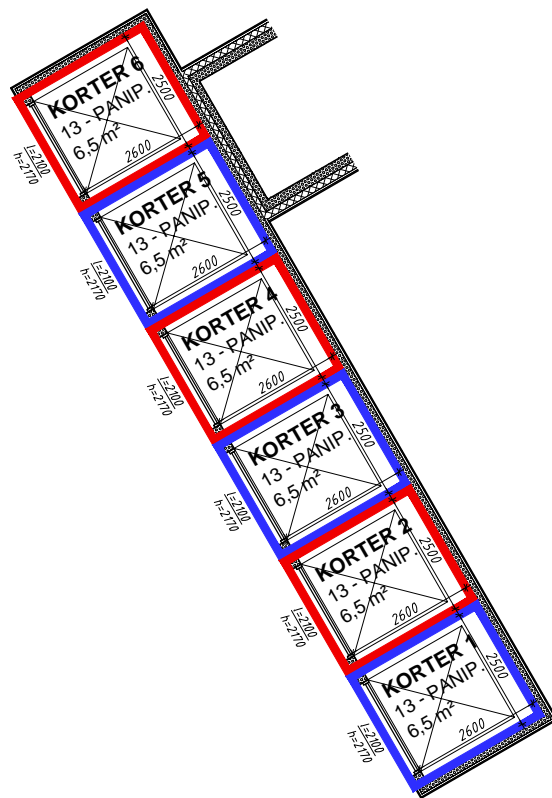 KORTER 6
13 - PANIP.
6,5 m²
2500
2600
l=2100
h=2170
KORTER 5
13 - PANIP.
6,5 m²
2500
2600
l=2100
h=2170
KORTER 4
13 - PANIP.
6,5 m²
2500
2600
l=2100
h=2170
KORTER 3
13 - PANIP.
6,5 m²
2500
2600
l=2100
h=2170
KORTER 2
13 - PANIP.
6,5 m²
2500
2600
l=2100
h=2170
KORTER 1
13 - PANIP.
6,5 m²
2500
2600
l=2100
h=2170